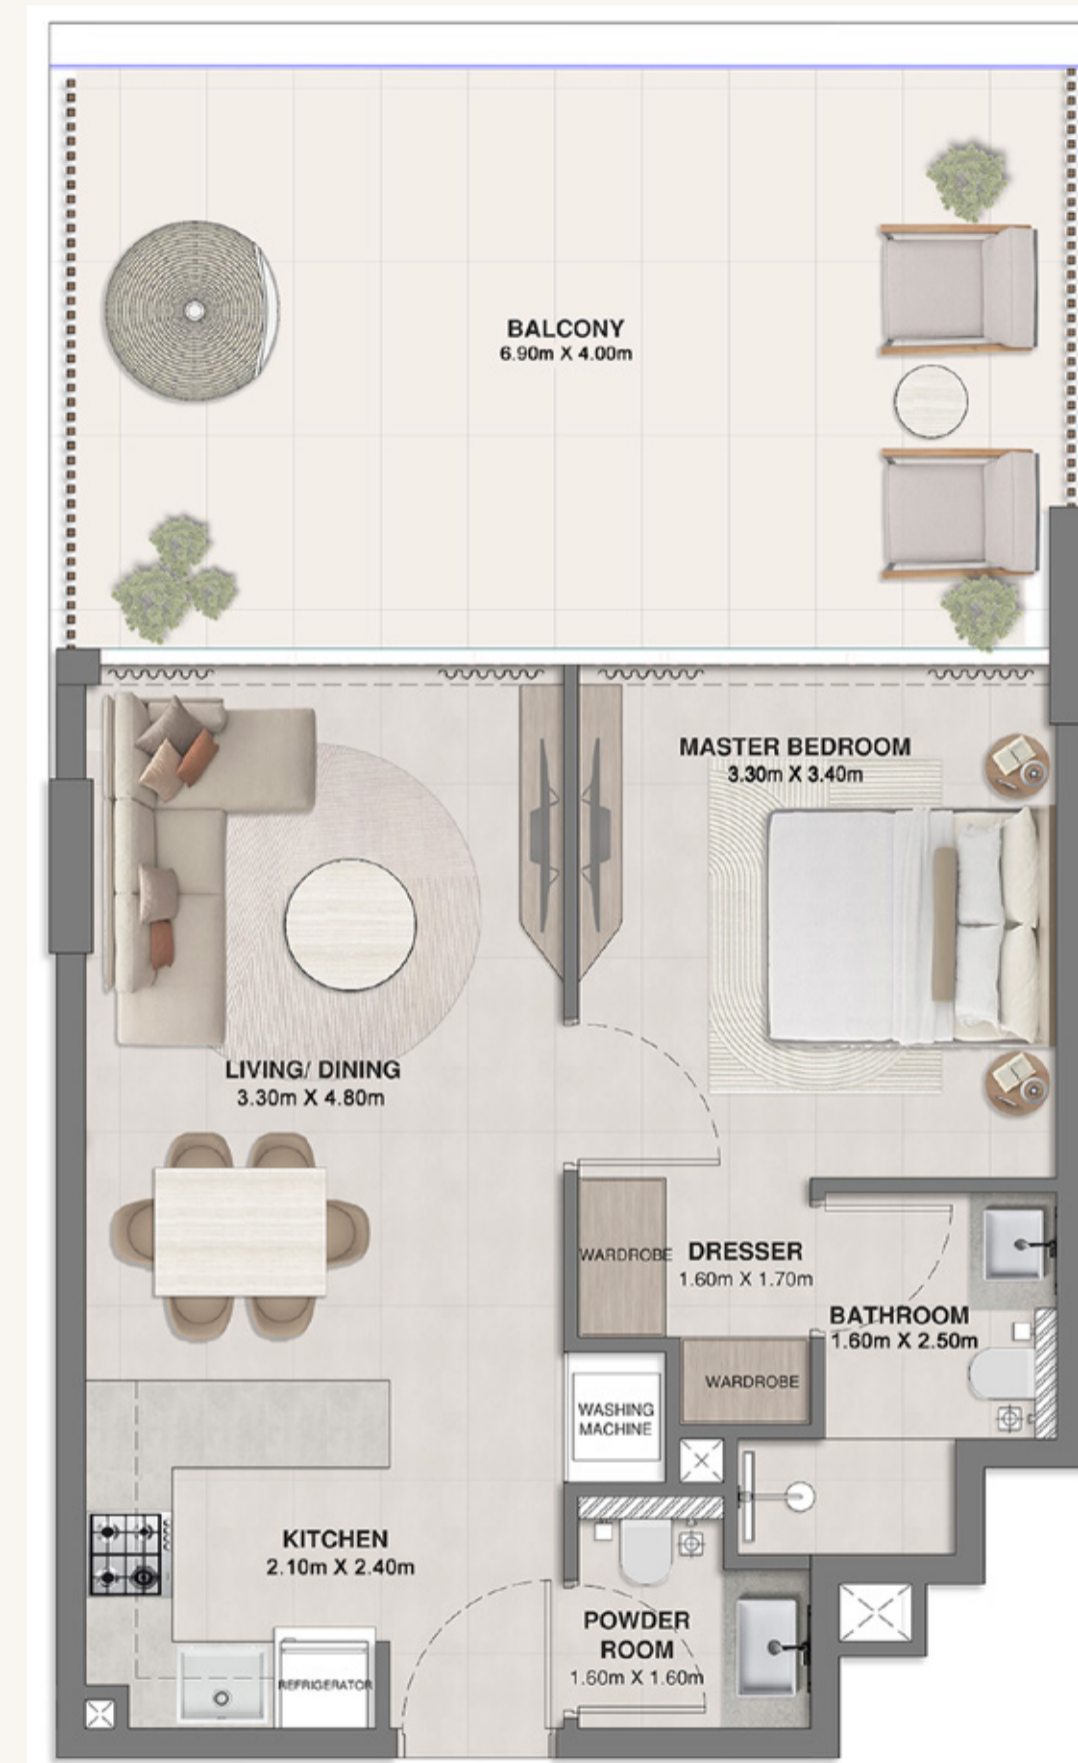 BALCONY
6.90m X 4.00m
MASTER BEDROOM
3.30m X 3.40m
LIVING/ DINING
3.30m X 4.80m
WARDROBE
DRESSER
1.60m X 1.70m
BATHROOM
1.60m X 2.50m
WARDROBE
WASHING
MACHINE
KITCHEN
2.10m X 2.40m
POWDER
ROOM
1.60m X 1.60m
REFRIGERATOR